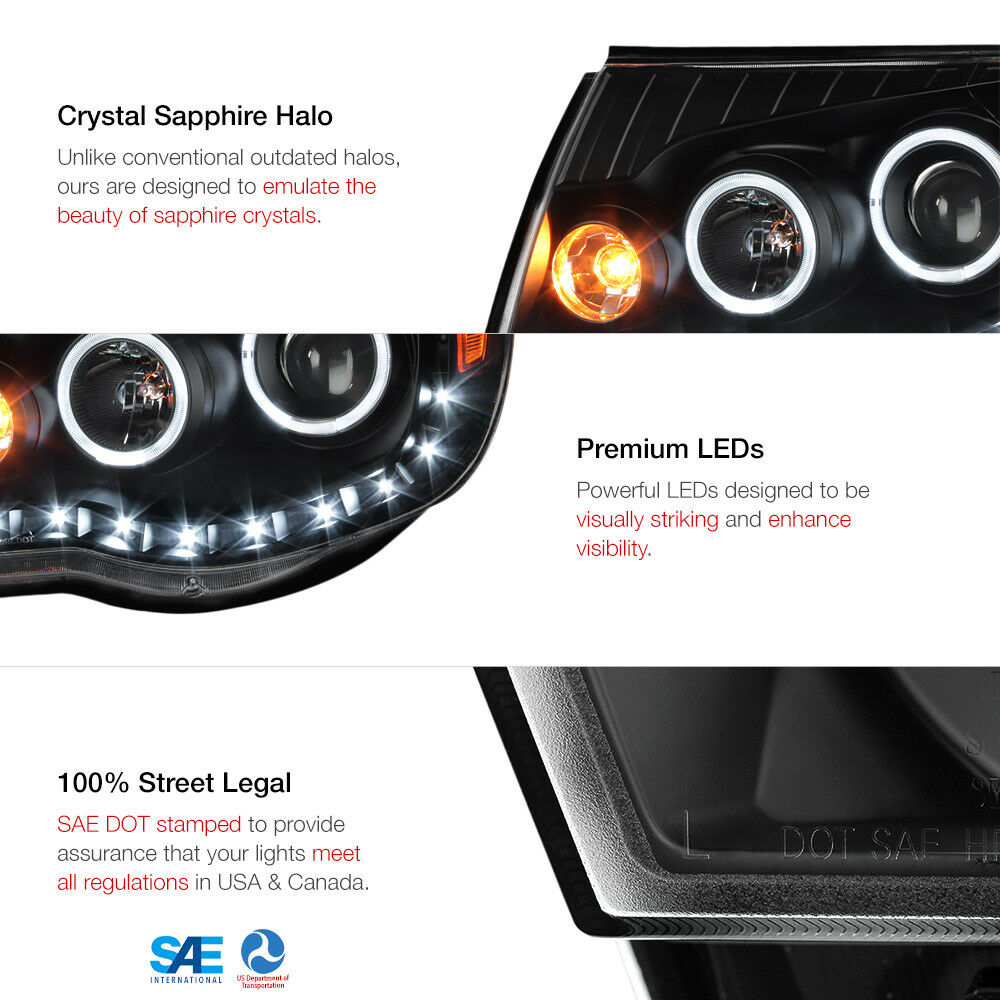 Crystal Sapphire Halo
Unlike conventional outdated halos,
ours are designed to emulate the
beauty of sapphire crystals.
Premium LEDs
Powerful LEDs designed to be
visually striking and enhance
visibility.
100% Street Legal
SAE DOT stamped to provide
assurance that your lights meet
all regulations in USA & Canada.
L DOT SAE
SAE
INTERNATIONAL
US Department of
Transportation